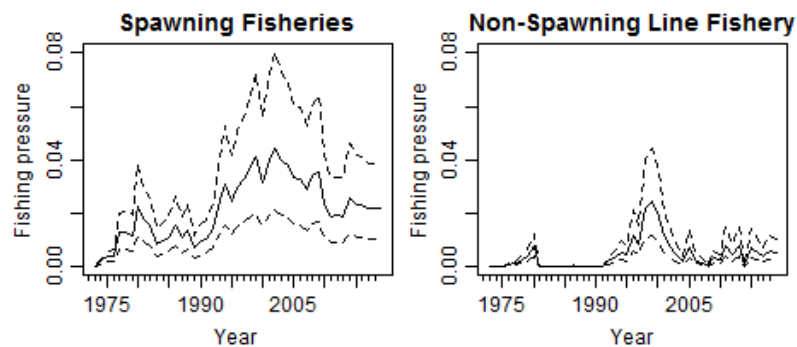 Spawning Fisheries
Non-Spawning Line Fishery
Fishing pressure
0.00
0.04
0.08
1975
1990
2005
Year
Fishing pressure
0.00
0.04
0.08
1975
1990
2005
Year